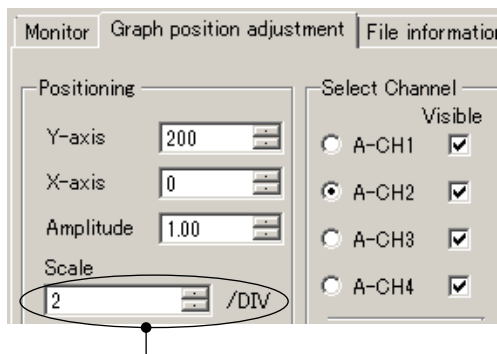 Monitor Graph position adjustment File informatio
Positioning
Y-axis 200
X-axis 0
Amplitude 1.00
Scale
2 /DIV
Select Channel
Visible
A-CH1
A-CH2
A-CH3
A-CH4